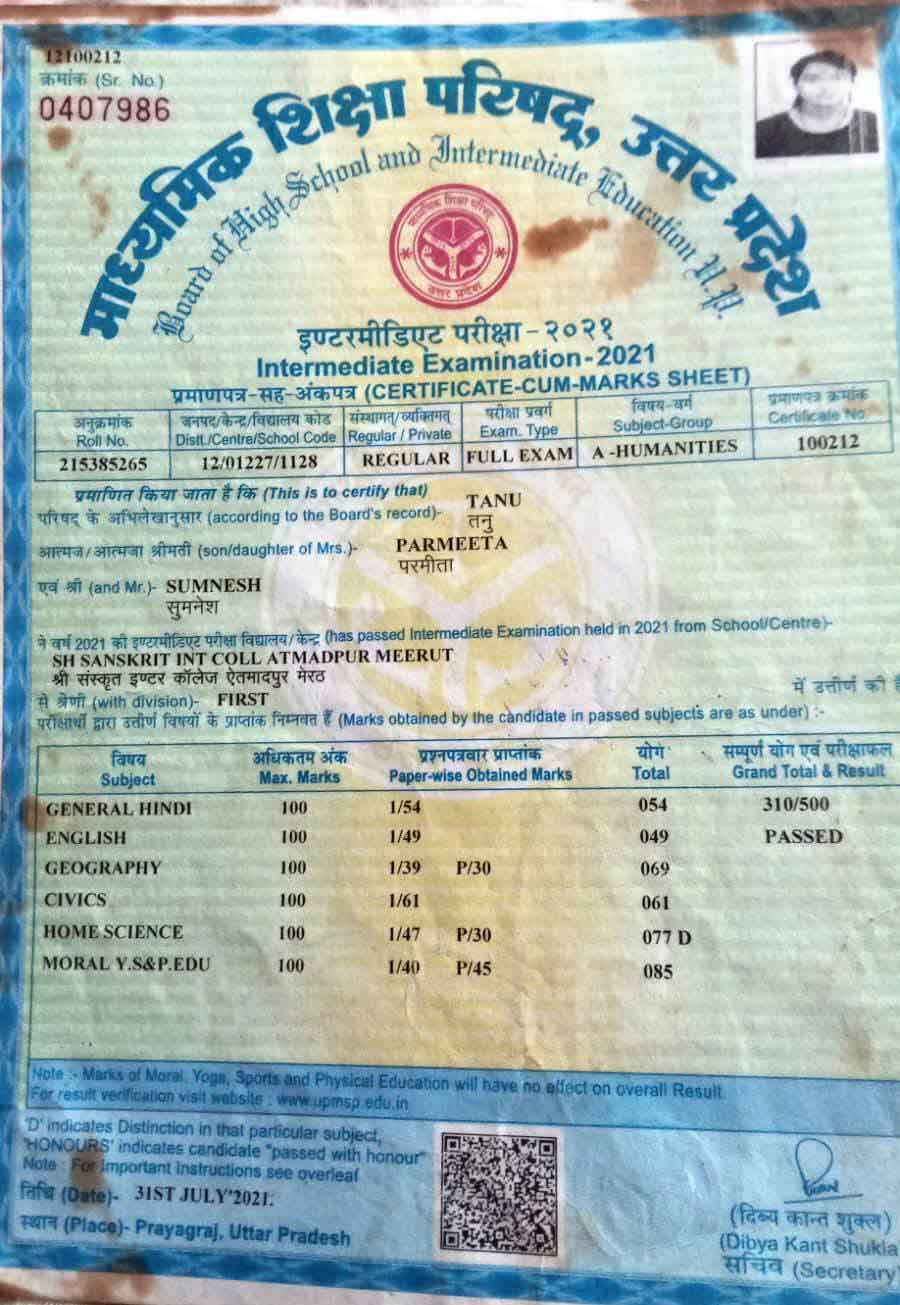 12100212
क्रमांक (Sr. No.)
0407986
माध्यमिक शिक्षा परिषद्, उत्तर प्रदेश
Board of High School and Intermediate Education U.P.
माध्यमिक शिक्षा परिषद्
उत्तर प्रदेश
इण्टरमीडिएट परीक्षा - २०२१
Intermediate Examination-2021
प्रमाणपत्र-सह-अंकपत्र (CERTIFICATE-CUM-MARKS SHEET)
अनुक्रमांक जनपद/केन्द्र/विद्यालय कोड संस्थागत/व्यक्तिगत परीक्षा प्रवर्ग विषय-वर्ग प्रमाणपत्र क्रमांक
Roll No. Distt./Centre/School Code Regular / Private Exam. Type Subject-Group Certificate No.
215385265 12/01227/1128 REGULAR FULL EXAM A -HUMANITIES 100212
प्रमाणित किया जाता है कि (This is to certify that) TANU
परिषद् के अभिलेखानुसार (according to the Board's record)- तनु
आत्मज/आत्मजा श्रीमती (son/daughter of Mrs.)- PARMEETA
परमीता
एवं श्री (and Mr.)- SUMNESH
सुमनेश
ने वर्ष 2021 की इण्टरमीडिएट परीक्षा विद्यालय/केन्द्र (has passed Intermediate Examination held in 2021 from School/Centre)-
SH SANSKRIT INT COLL ATMADPUR MEERUT
श्री संस्कृत इण्टर कॉलेज ऐतमादपुर मेरठ
से श्रेणी (with division)- FIRST में उत्तीर्ण की है
परीक्षार्थी द्वारा उत्तीर्ण विषयों के प्राप्तांक निम्नवत हैं (Marks obtained by the candidate in passed subjects are as under) :-
विषय अधिकतम अंक प्रश्नपत्रवार प्राप्तांक योग सम्पूर्ण योग एवं परीक्षाफल
Subject Max. Marks Paper-wise Obtained Marks Total Grand Total & Result
GENERAL HINDI 100 1/54 054 310/500
ENGLISH 100 1/49 049 PASSED
GEOGRAPHY 100 1/39 P/30 069
CIVICS 100 1/61 061
HOME SCIENCE 100 1/47 P/30 077 D
MORAL Y.S&P.EDU 100 1/40 P/45 085
Note :- Marks of Moral, Yoga, Sports and Physical Education will have no effect on overall Result.
For result verification visit website : www.upmsp.edu.in
'D' indicates Distinction in that particular subject,
'HONOURS' indicates candidate "passed with honour"
Note : For Important Instructions see overleaf
तिथि (Date)- 31ST JULY'2021.
स्थान (Place)- Prayagraj, Uttar Pradesh
(दिव्य कान्त शुक्ल)
(Dibya Kant Shukla
सचिव (Secretary)